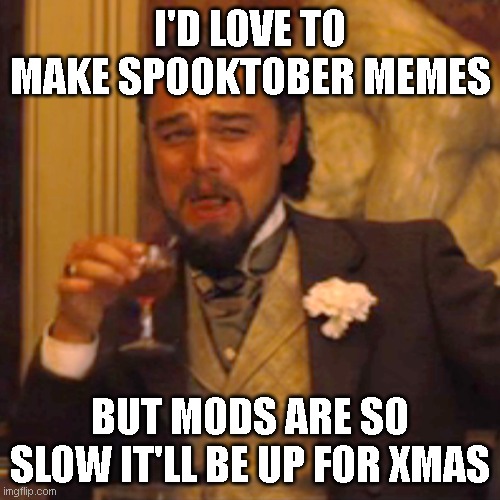 I'D LOVE TO
MAKE SPOOKTOBER MEMES
BUT MODS ARE SO
SLOW IT'LL BE UP FOR XMAS
imgflip.com